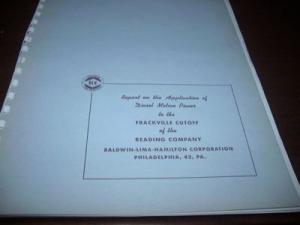 Report on the Application of
Diesel Motive Power
to the
FRACKVILLE CUTOFF
of the
READING COMPANY
BALDWIN-LIMA-HAMILTON CORPORATION
PHILADELPHIA, 42, PA.